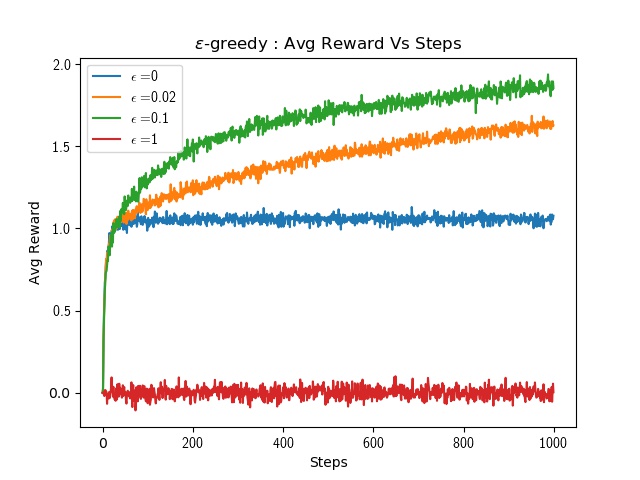 ε-greedy : Avg Reward Vs Steps
ϵ =0
ϵ =0.02
ϵ =0.1
ϵ =1
2.0
1.5
1.0
0.5
0.0
Avg Reward
0 200 400 600 800 1000
Steps